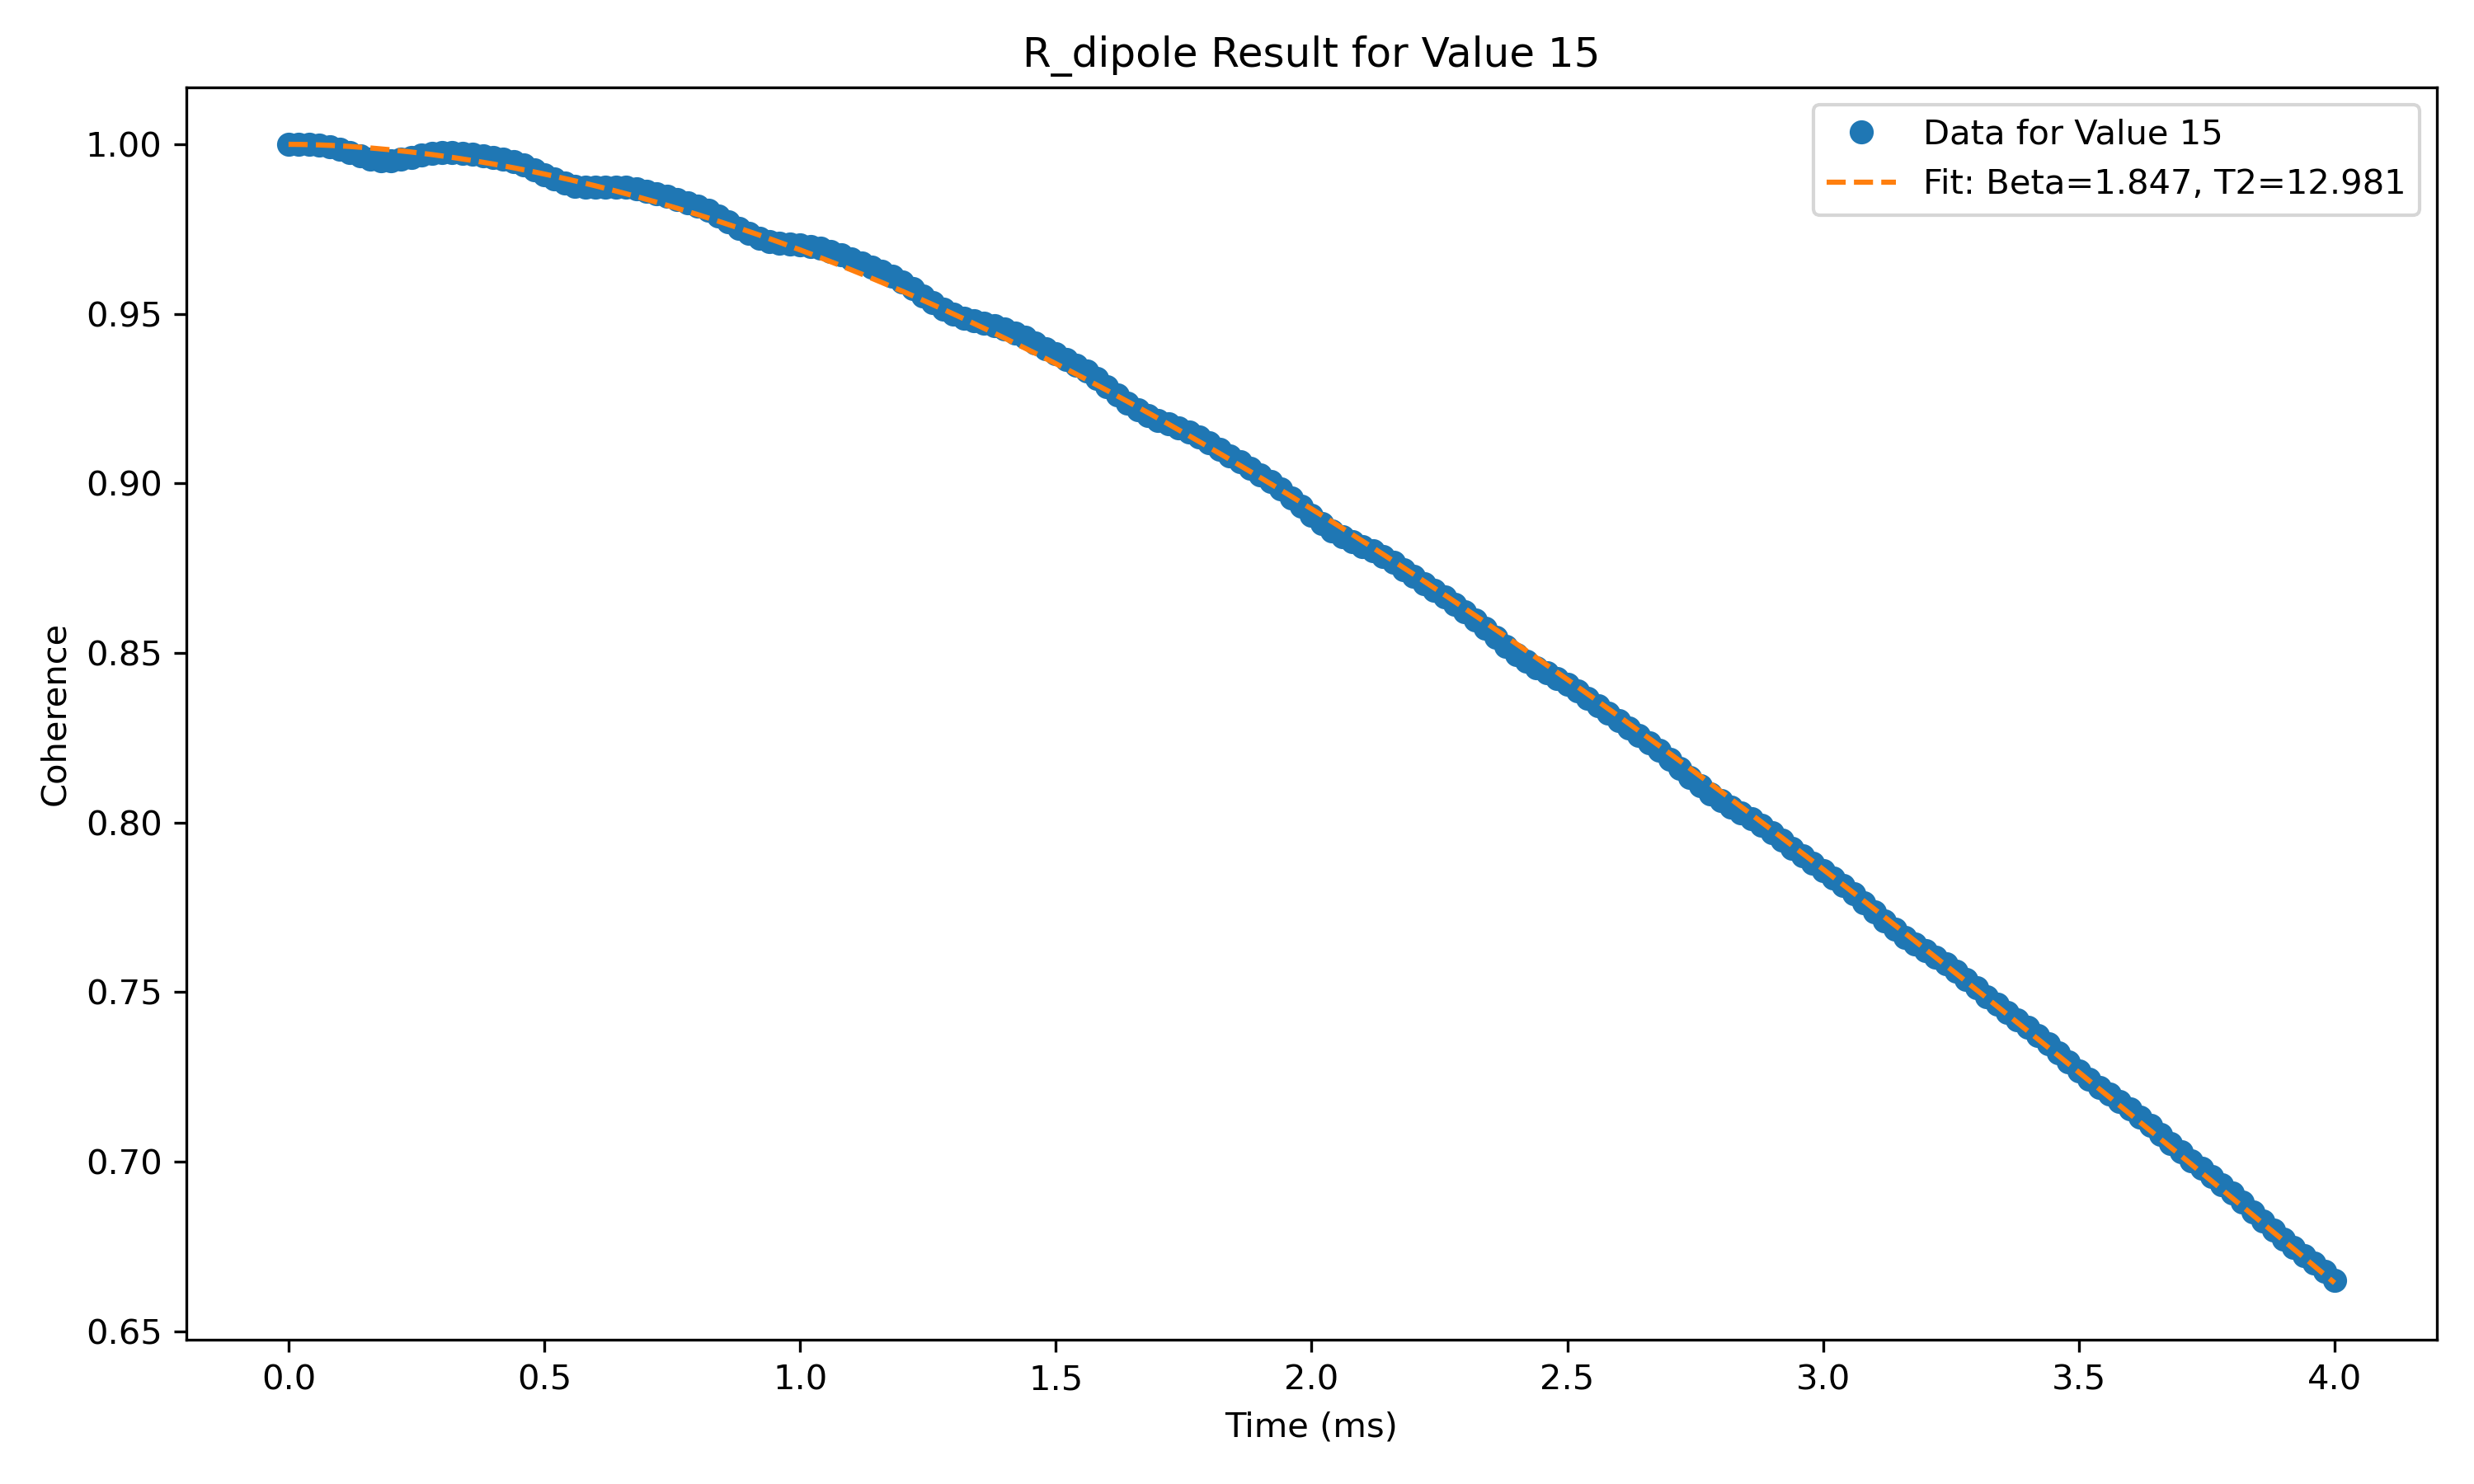 R_dipole Result for Value 15
Data for Value 15
Fit: Beta=1.847, T2=12.981
Coherence
1.00
0.95
0.90
0.85
0.80
0.75
0.70
0.65
0.0 0.5 1.0 1.5 2.0 2.5 3.0 3.5 4.0
Time (ms)